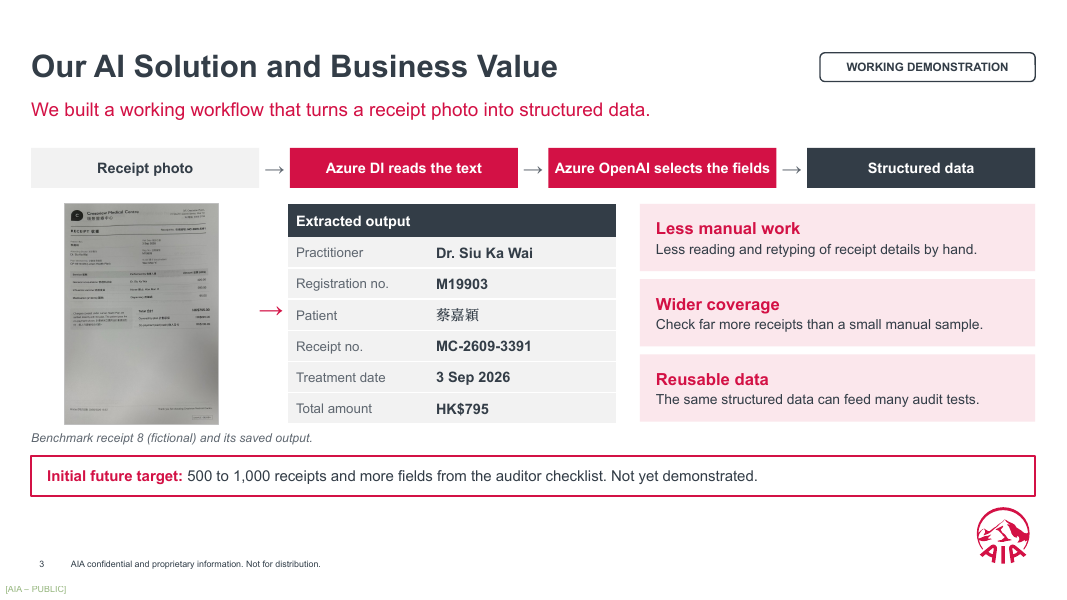 Our AI Solution and Business Value
WORKING DEMONSTRATION
We built a working workflow that turns a receipt photo into structured data.
Receipt photo → Azure DI reads the text → Azure OpenAI selects the fields → Structured data
Creances Medical Centre
RECEIPT
Extracted output
Practitioner Dr. Siu Ka Wai
Registration no. M19903
Patient 蔡嘉穎
Receipt no. MC-2609-3391
Treatment date 3 Sep 2026
Total amount HK$795
→
Less manual work
Less reading and retyping of receipt details by hand.
Wider coverage
Check far more receipts than a small manual sample.
Reusable data
The same structured data can feed many audit tests.
Benchmark receipt 8 (fictional) and its saved output.
Initial future target: 500 to 1,000 receipts and more fields from the auditor checklist. Not yet demonstrated.
AIA
3 AIA confidential and proprietary information. Not for distribution.
[AIA – PUBLIC]